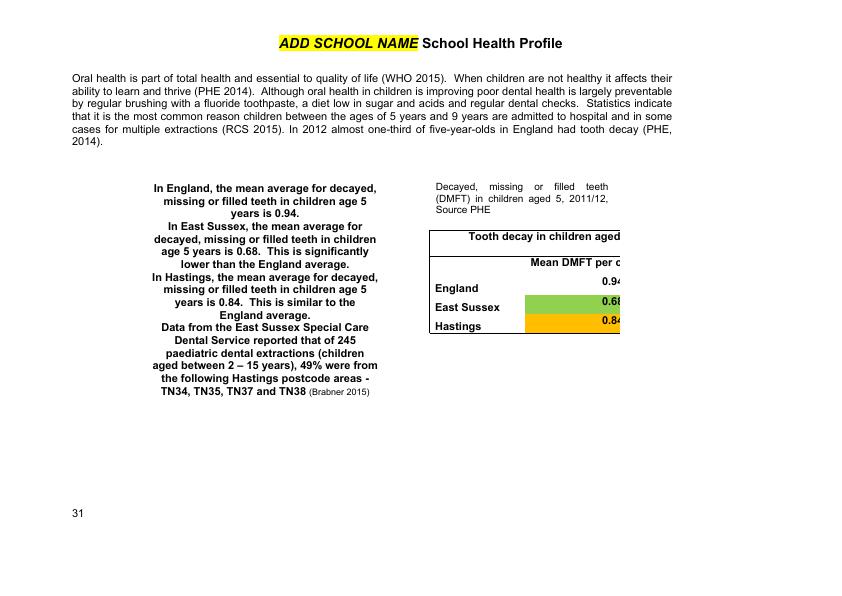 ADD SCHOOL NAME School Health Profile
Oral health is part of total health and essential to quality of life (WHO 2015).  When children are not healthy it affects their
ability to learn and thrive (PHE 2014).  Although oral health in children is improving poor dental health is largely preventable
by regular brushing with a fluoride toothpaste, a diet low in sugar and acids and regular dental checks.  Statistics indicate
that it is the most common reason children between the ages of 5 years and 9 years are admitted to hospital and in some
cases for multiple extractions (RCS 2015). In 2012 almost one-third of five-year-olds in England had tooth decay (PHE,
2014).
In England, the mean average for decayed,
missing or filled teeth in children age 5
years is 0.94.
In East Sussex, the mean average for
decayed, missing or filled teeth in children
age 5 years is 0.68.  This is significantly
lower than the England average.
In Hastings, the mean average for decayed,
missing or filled teeth in children age 5
years is 0.84.  This is similar to the
England average.
Data from the East Sussex Special Care
Dental Service reported that of 245
paediatric dental extractions (children
aged between 2 – 15 years), 49% were from
the following Hastings postcode areas -
TN34, TN35, TN37 and TN38 (Brabner 2015)
Decayed, missing or filled teeth
(DMFT) in children aged 5, 2011/12,
Source PHE
Tooth decay in children aged
Mean DMFT per c
England 0.94
East Sussex 0.68
Hastings 0.84
31